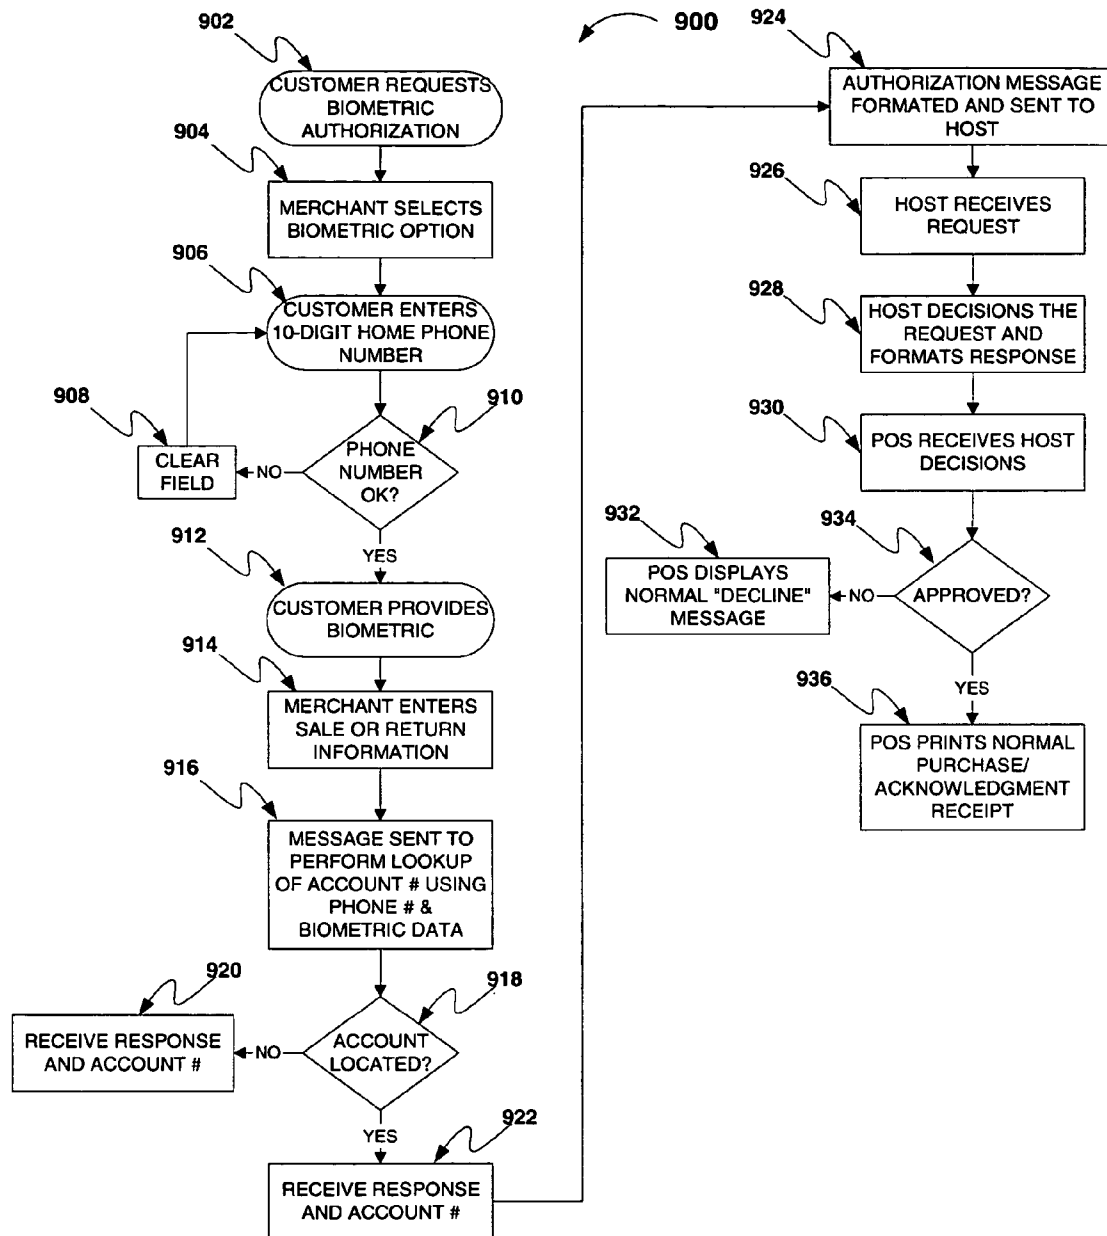 900
902
CUSTOMER REQUESTS
BIOMETRIC
AUTHORIZATION
904
MERCHANT SELECTS
BIOMETRIC OPTION
906
CUSTOMER ENTERS
10-DIGIT HOME PHONE
NUMBER
908
CLEAR
FIELD
NO
910
PHONE
NUMBER
OK?
YES
912
CUSTOMER PROVIDES
BIOMETRIC
914
MERCHANT ENTERS
SALE OR RETURN
INFORMATION
916
MESSAGE SENT TO
PERFORM LOOKUP
OF ACCOUNT # USING
PHONE # &
BIOMETRIC DATA
918
ACCOUNT
LOCATED?
NO
920
RECEIVE RESPONSE
AND ACCOUNT #
YES
922
RECEIVE RESPONSE
AND ACCOUNT #
924
AUTHORIZATION MESSAGE
FORMATED AND SENT TO
HOST
926
HOST RECEIVES
REQUEST
928
HOST DECISIONS THE
REQUEST AND
FORMATS RESPONSE
930
POS RECEIVES HOST
DECISIONS
932
POS DISPLAYS
NORMAL "DECLINE"
MESSAGE
NO
934
APPROVED?
YES
936
POS PRINTS NORMAL
PURCHASE/
ACKNOWLEDGMENT
RECEIPT